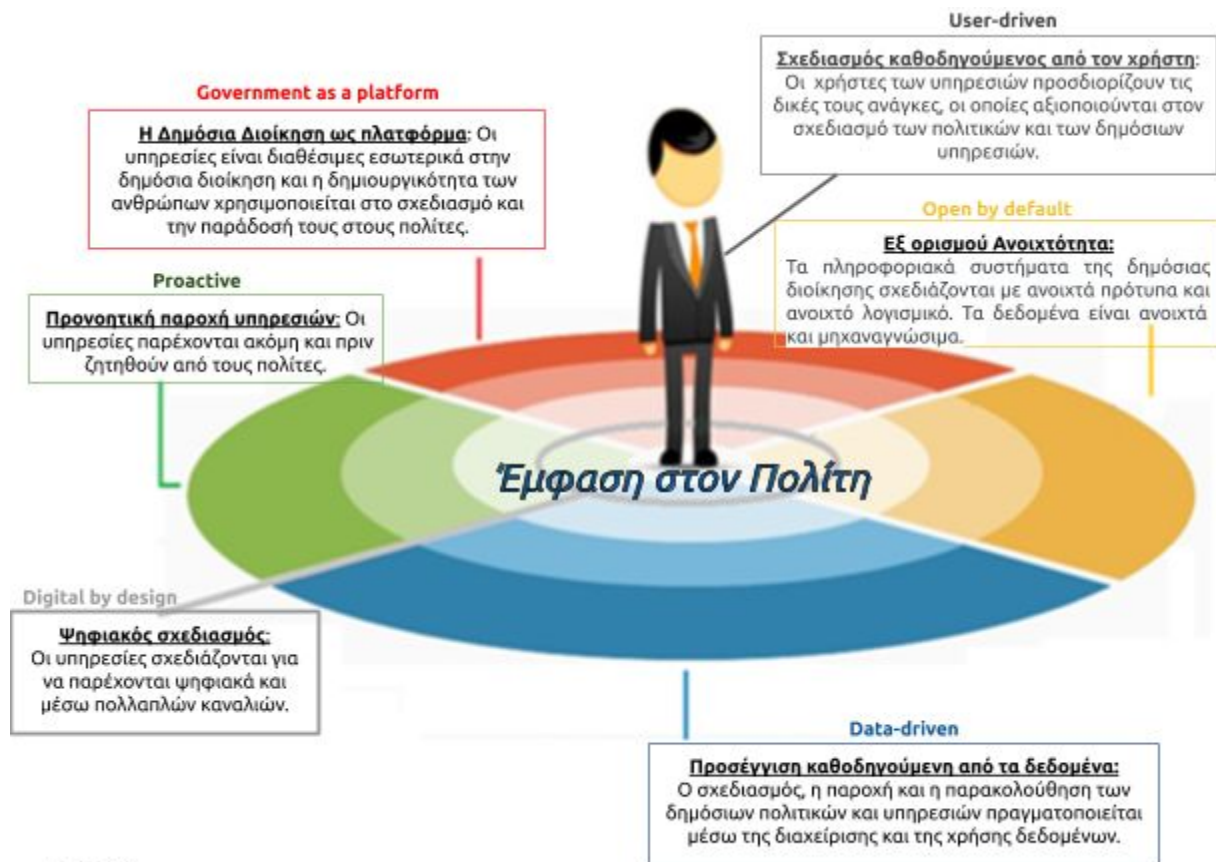 User-driven
Σχεδιασμός καθοδηγούμενος από τον χρήστη:
Οι χρήστες των υπηρεσιών προσδιορίζουν τις
δικές τους ανάγκες, οι οποίες αξιοποιούνται στον
σχεδιασμό των πολιτικών και των δημόσιων
υπηρεσιών.
Government as a platform
Η Δημόσια Διοίκηση ως πλατφόρμα: Οι
υπηρεσίες είναι διαθέσιμες εσωτερικά στην
δημόσια διοίκηση και η δημιουργικότητα των
ανθρώπων χρησιμοποιείται στο σχεδιασμό και
την παράδοσή τους στους πολίτες.
Open by default
Εξ ορισμού Ανοιχτότητα:
Τα πληροφοριακά συστήματα της δημόσιας
διοίκησης σχεδιάζονται με ανοιχτά πρότυπα και
ανοιχτό λογισμικό. Τα δεδομένα είναι ανοιχτά
και μηχαναγνώσιμα.
Proactive
Προνοητική παροχή υπηρεσιών: Οι
υπηρεσίες παρέχονται ακόμη και πριν
ζητηθούν από τους πολίτες.
Έμφαση στον Πολίτη
Digital by design
Ψηφιακός σχεδιασμός:
Οι υπηρεσίες σχεδιάζονται για
να παρέχονται ψηφιακά και
μέσω πολλαπλών καναλιών.
Data-driven
Προσέγγιση καθοδηγούμενη από τα δεδομένα:
Ο σχεδιασμός, η παροχή και η παρακολούθηση των
δημόσιων πολιτικών και υπηρεσιών πραγματοποιείται
μέσω της διαχείρισης και της χρήσης δεδομένων.